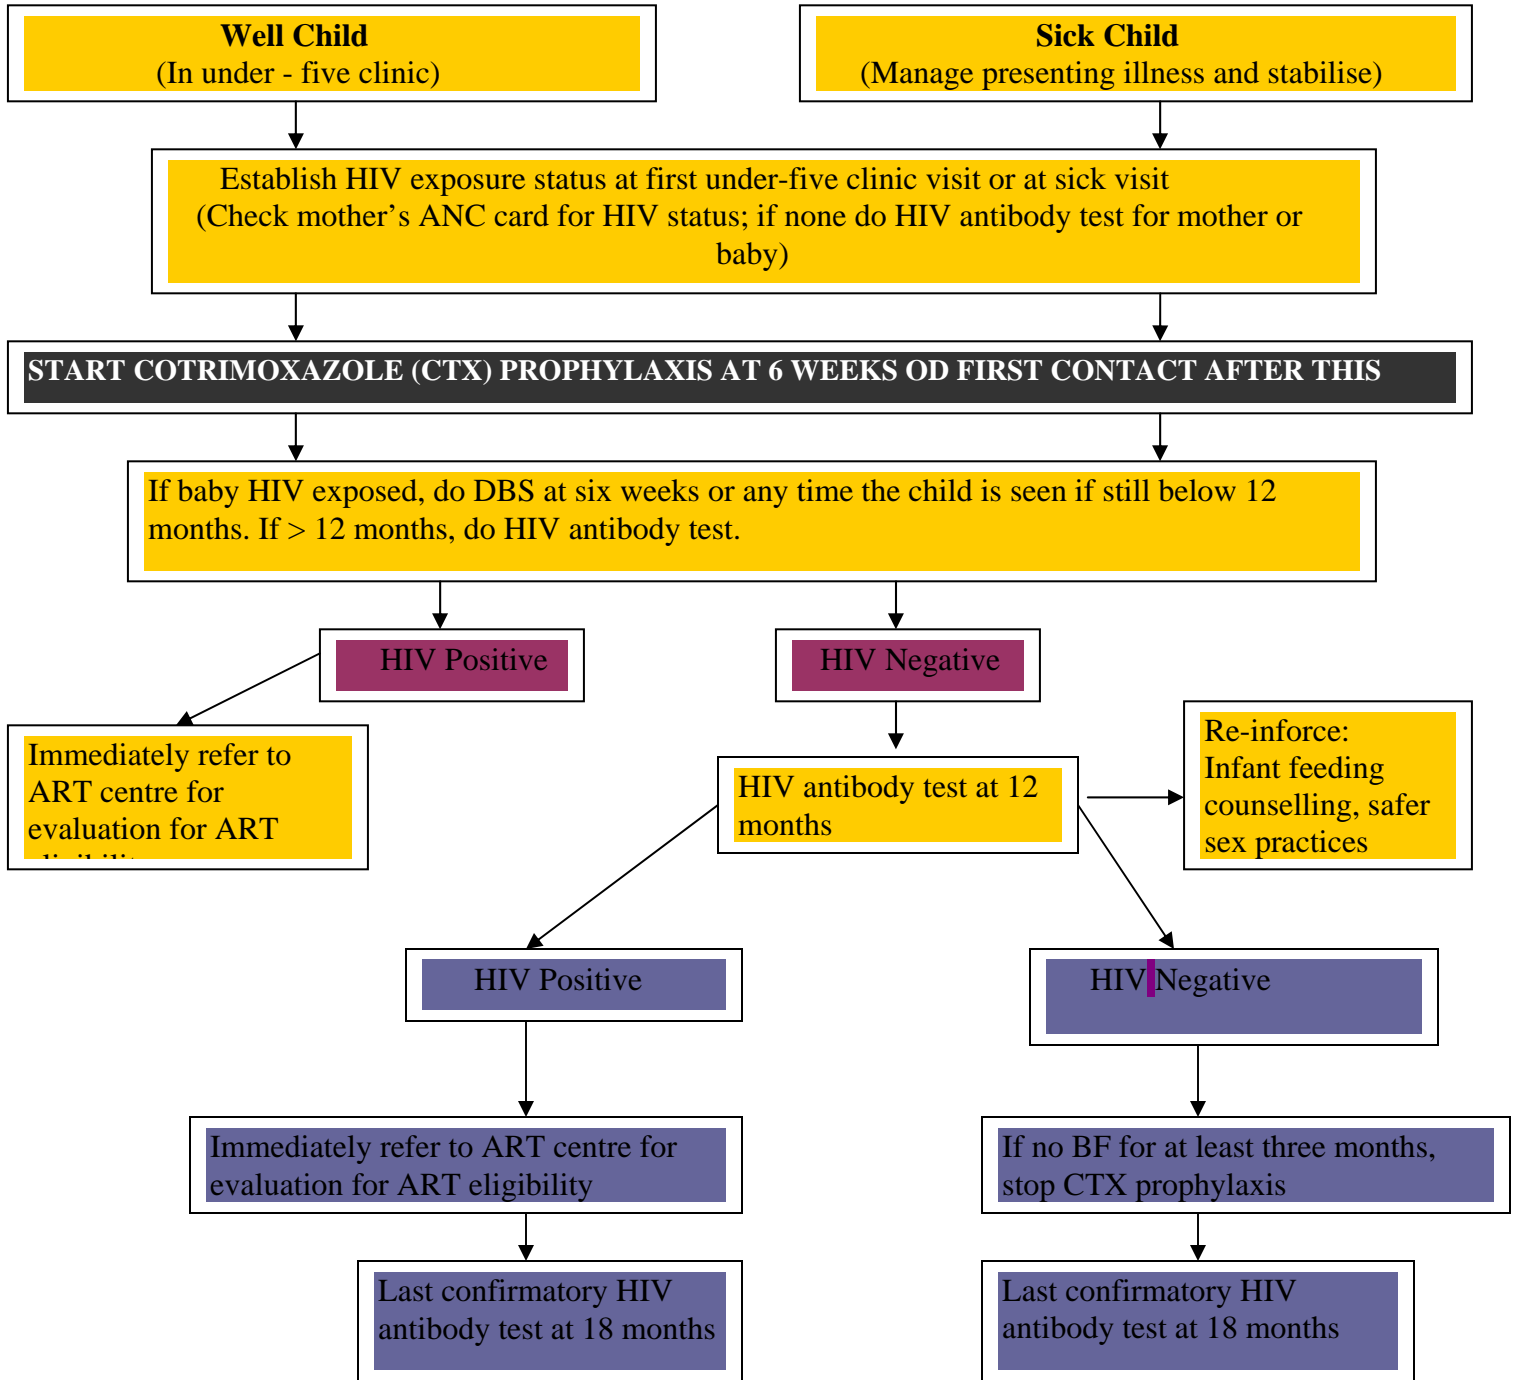 Well Child
(In under - five clinic)
Sick Child
(Manage presenting illness and stabilise)
Establish HIV exposure status at first under-five clinic visit or at sick visit
(Check mother’s ANC card for HIV status; if none do HIV antibody test for mother or
baby)
START COTRIMOXAZOLE (CTX) PROPHYLAXIS AT 6 WEEKS OD FIRST CONTACT AFTER THIS
If baby HIV exposed, do DBS at six weeks or any time the child is seen if still below 12
months. If > 12 months, do HIV antibody test.
HIV Positive
HIV Negative
Immediately refer to
ART centre for
evaluation for ART
HIV antibody test at 12
months
Re-inforce:
Infant feeding
counselling, safer
sex practices
HIV Positive
HIV Negative
Immediately refer to ART centre for
evaluation for ART eligibility
If no BF for at least three months,
stop CTX prophylaxis
Last confirmatory HIV
antibody test at 18 months
Last confirmatory HIV
antibody test at 18 months